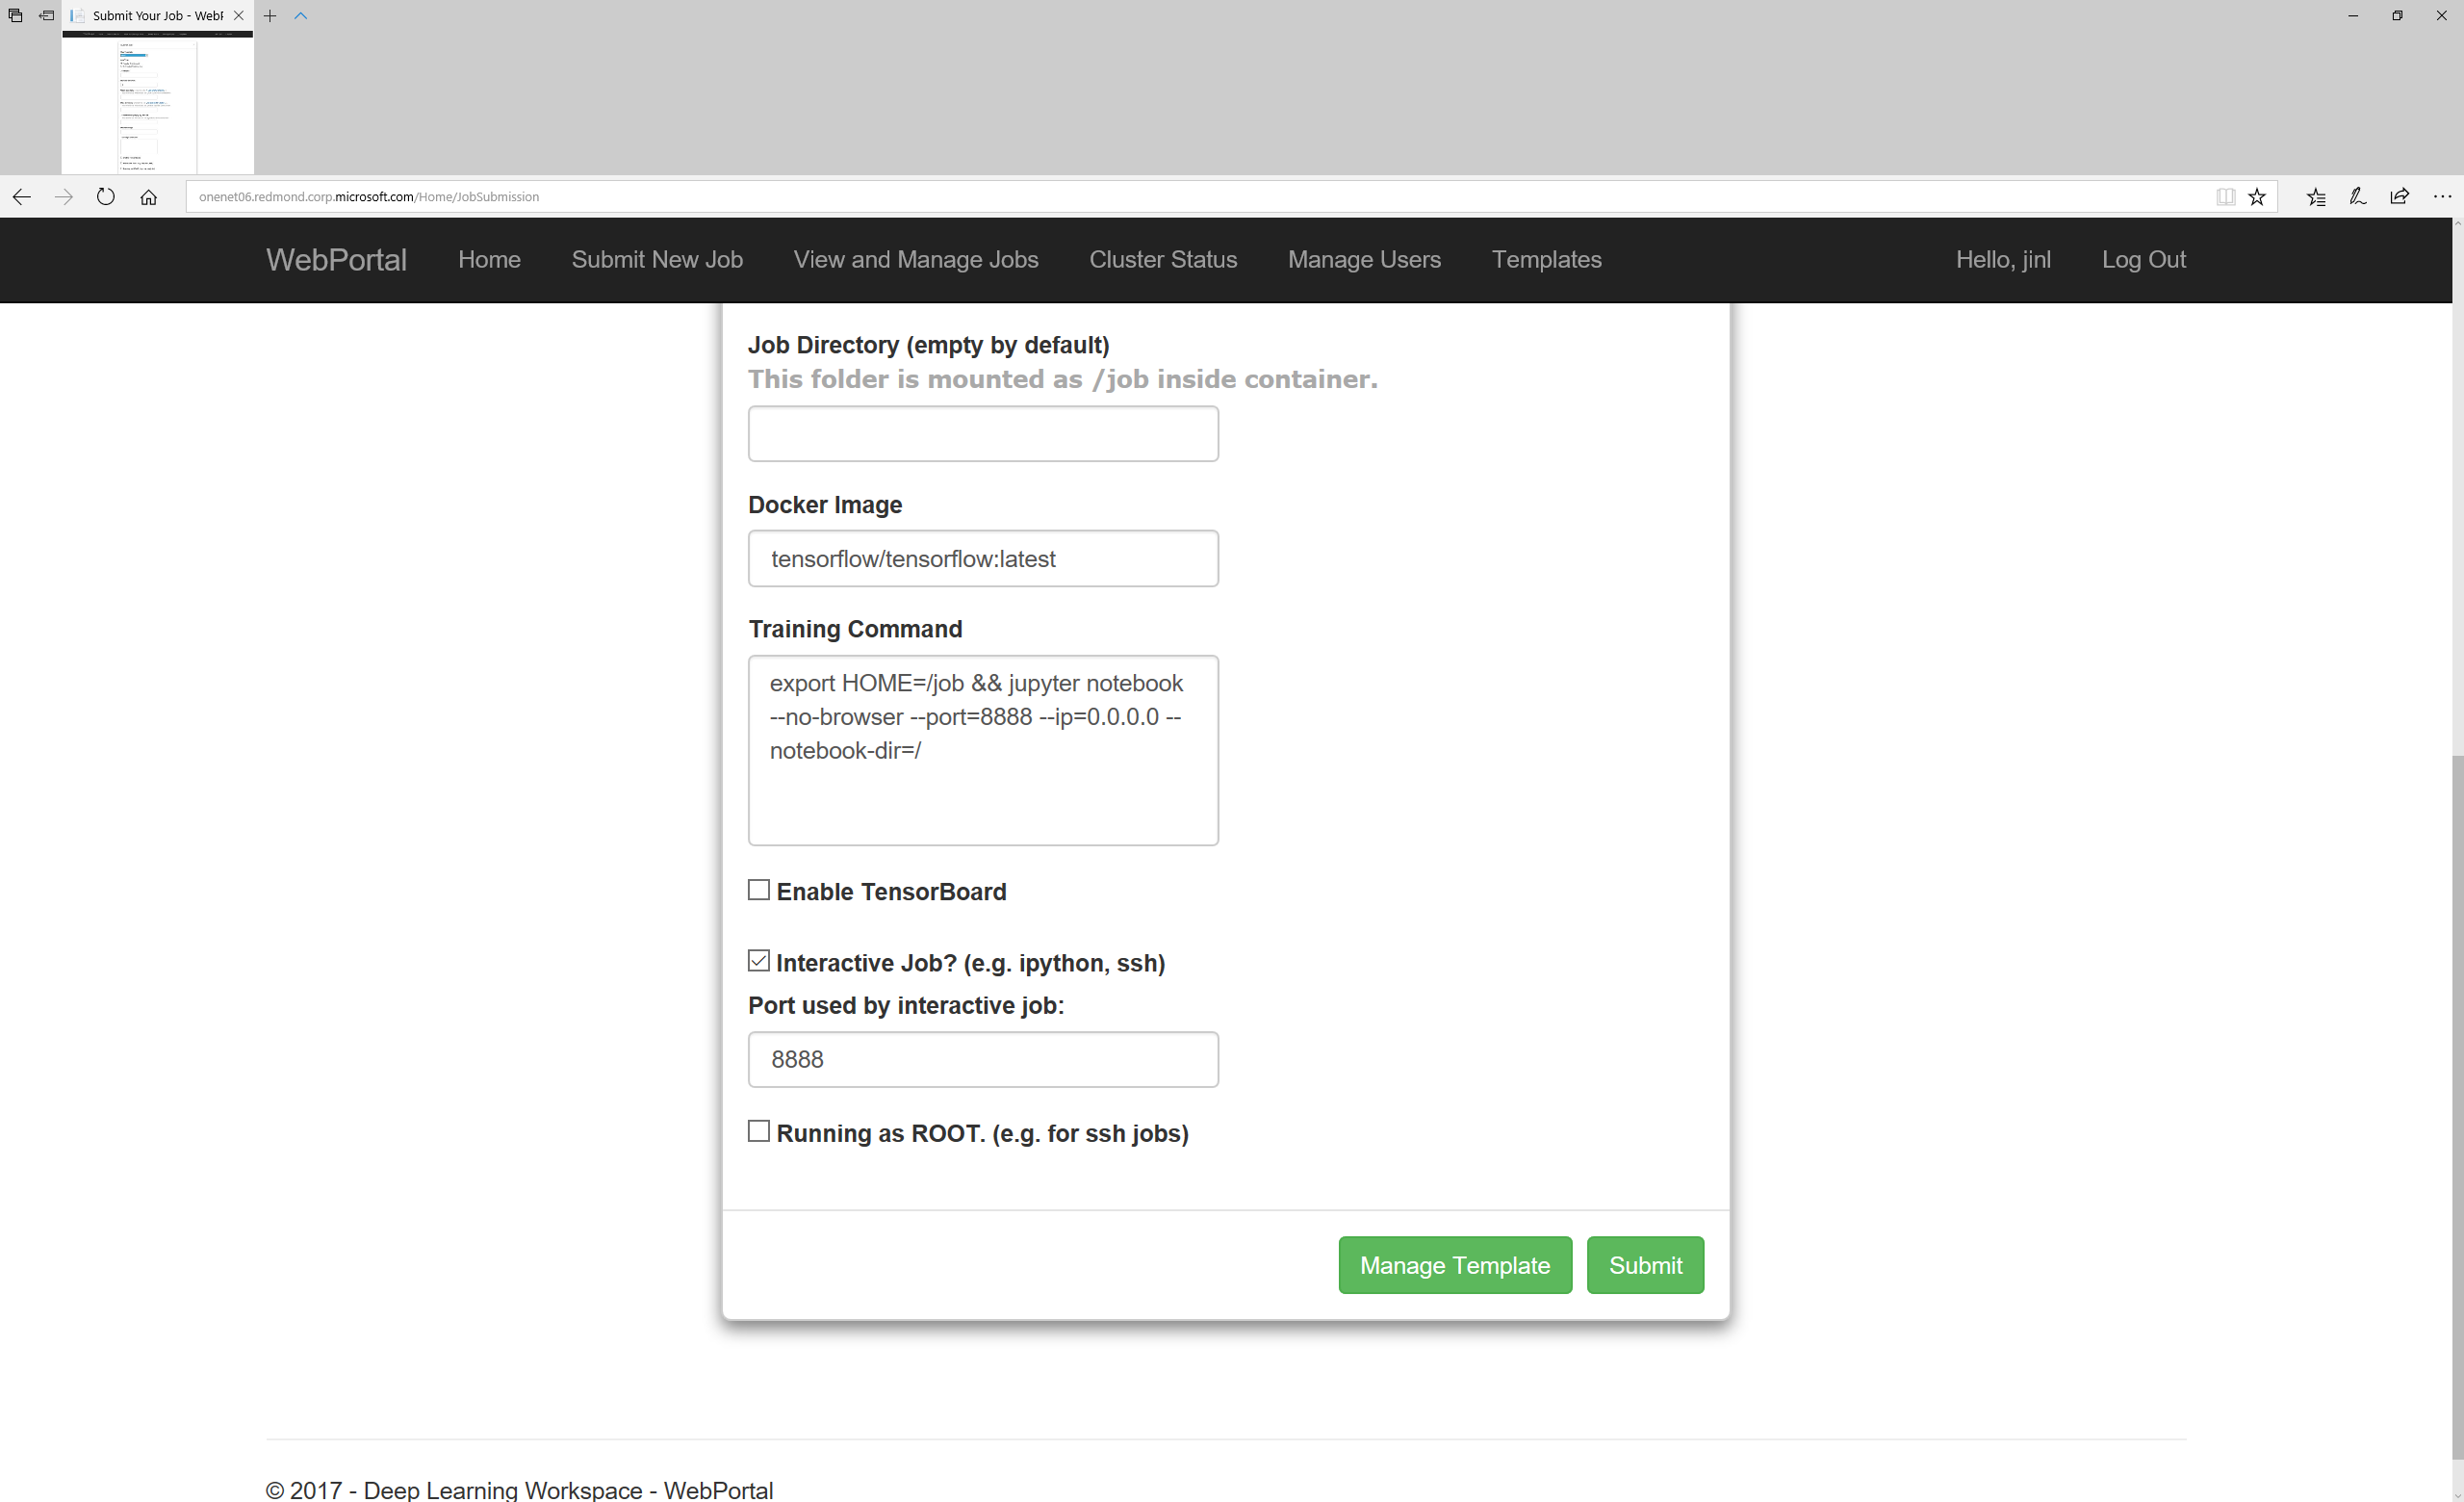 Submit Your Job - WebF
onenet06.redmond.corp.microsoft.com/Home/JobSubmission
WebPortal Home Submit New Job View and Manage Jobs Cluster Status Manage Users Templates Hello, jinl Log Out
Job Directory (empty by default)
This folder is mounted as /job inside container.
Docker Image
tensorflow/tensorflow:latest
Training Command
export HOME=/job && jupyter notebook
--no-browser --port=8888 --ip=0.0.0.0 --
notebook-dir=/
Enable TensorBoard
Interactive Job? (e.g. ipython, ssh)
Port used by interactive job:
8888
Running as ROOT. (e.g. for ssh jobs)
Manage Template Submit
© 2017 - Deep Learning Workspace - WebPortal